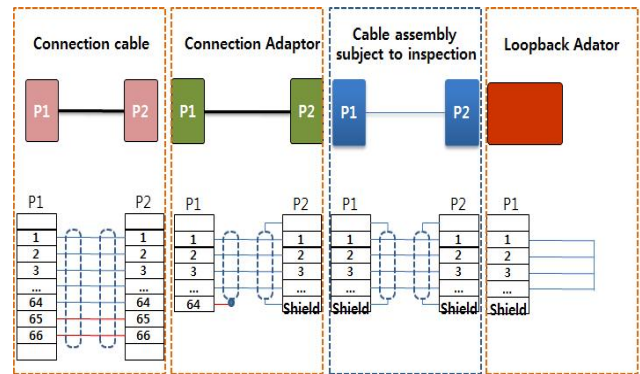 Connection cable
P1
P2
P1
P2
1
1
2
2
3
3
...
...
64
64
65
65
66
66
Connection Adaptor
P1
P2
P1
P2
1
1
2
2
3
3
...
...
64
Shield
Cable assembly
subject to inspection
P1
P2
P1
P2
1
1
2
2
3
3
...
...
Shield
Shield
Loopback Adator
P1
1
2
3
...
Shield